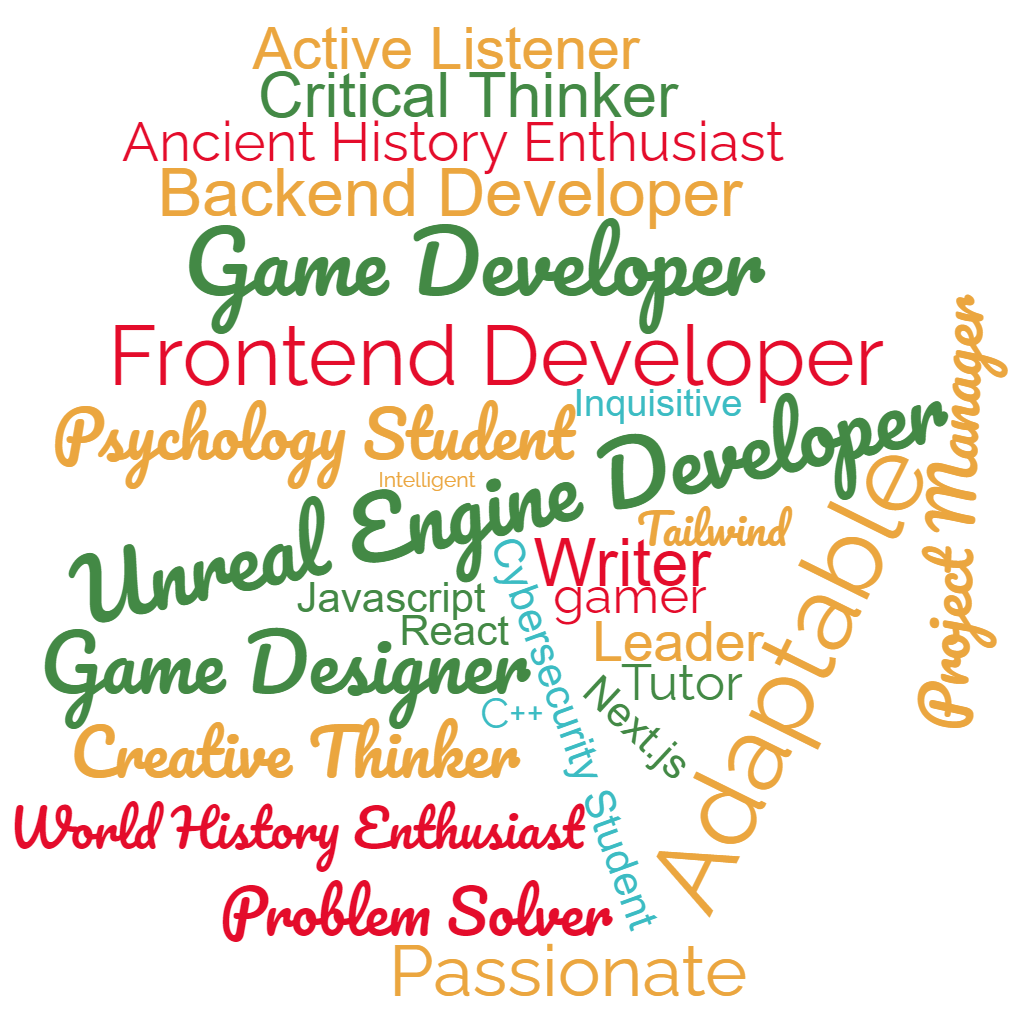 Active Listener
Critical Thinker
Ancient History Enthusiast
Backend Developer
Game Developer
Frontend Developer
Inquisitive
Psychology Student
Intelligent
Unreal Engine Developer
Project Manager
Adaptable
Tailwind
Writer
gamer
Cybersecurity Student
Javascript
React
Leader
Game Designer
Tutor
C++
Next.js
Creative Thinker
World History Enthusiast
Problem Solver
Passionate